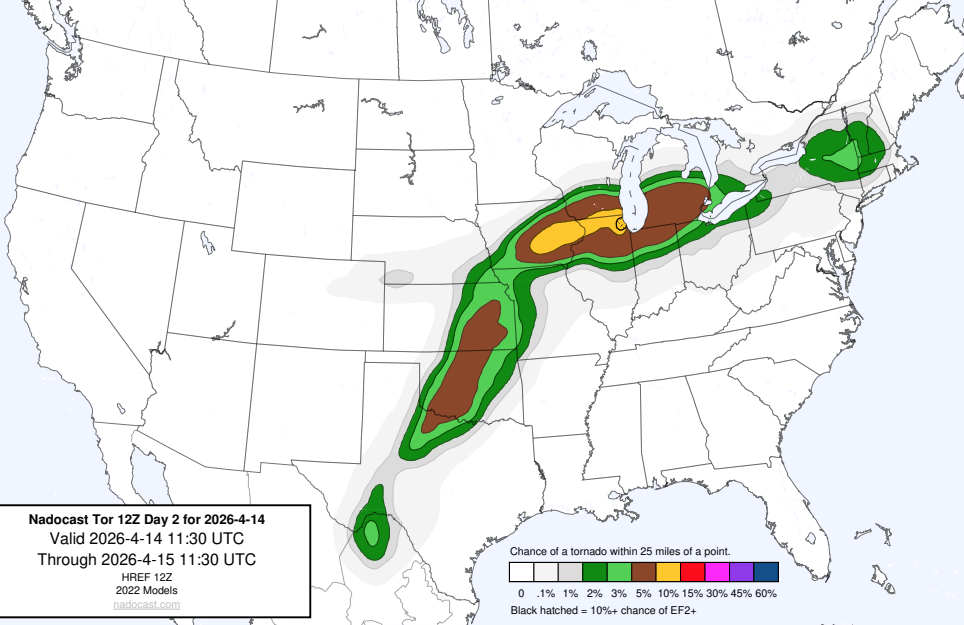 Nadocast Tor 12Z Day 2 for 2026-4-14
Valid 2026-4-14 11:30 UTC
Through 2026-4-15 11:30 UTC
HREF 12Z
2022 Models
nadocast.com
Chance of a tornado within 25 miles of a point.
0 .1% 1% 2% 3% 5% 10% 15% 30% 45% 60%
Black hatched = 10%+ chance of EF2+